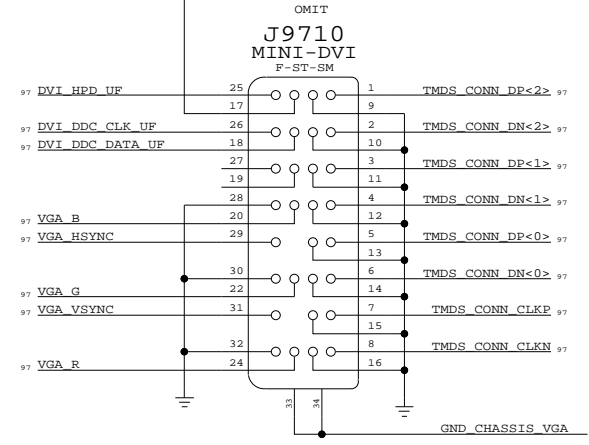 OMIT
J9710
MINI-DVI
F-ST-SM
97 DVI_HPD_UF 25 1 TMDS_CONN_DP<2> 97
17 9
97 DVI_DDC_CLK_UF 26 2 TMDS_CONN_DN<2> 97
97 DVI_DDC_DATA_UF 18 10
27 3 TMDS_CONN_DP<1> 97
19 11
28 4 TMDS_CONN_DN<1> 97
97 VGA_B 20 12
97 VGA_HSYNC 29 5 TMDS_CONN_DP<0> 97
13
30 6 TMDS_CONN_DN<0> 97
97 VGA_G 22 14
97 VGA_VSYNC 31 7 TMDS_CONN_CLKP 97
15
32 8 TMDS_CONN_CLKN 97
97 VGA_R 24 16
33 34
GND_CHASSIS_VGA